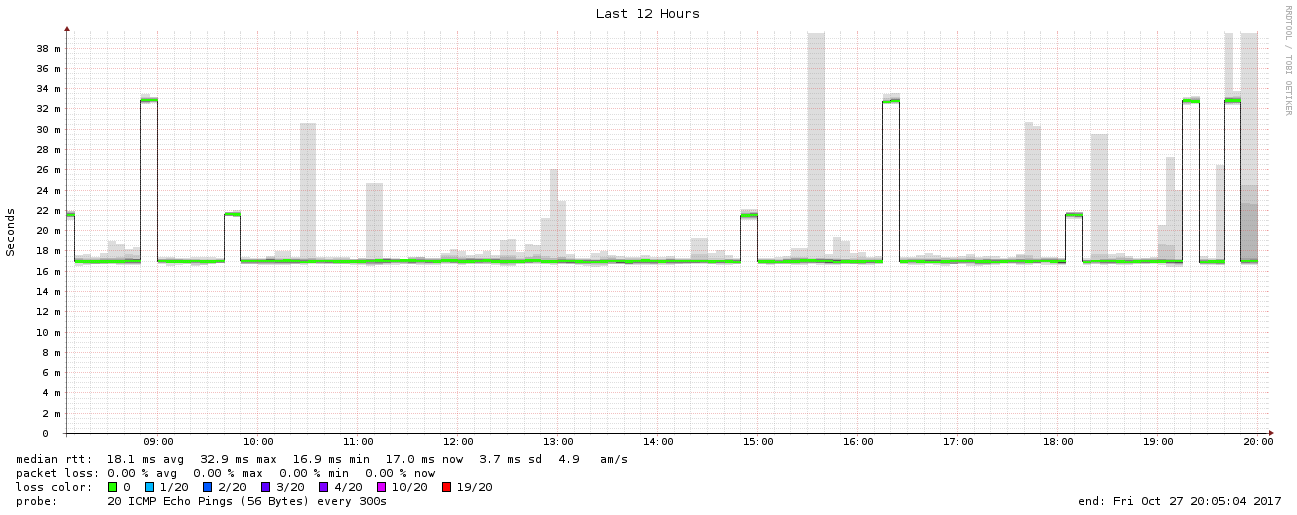 Last 12 Hours
RRDTOOL / TOBI OETIKER
Seconds
38 m
36 m
34 m
32 m
30 m
28 m
26 m
24 m
22 m
20 m
18 m
16 m
14 m
12 m
10 m
8 m
6 m
4 m
2 m
0
09:00 10:00 11:00 12:00 13:00 14:00 15:00 16:00 17:00 18:00 19:00 20:00
median rtt: 18.1 ms avg 32.9 ms max 16.9 ms min 17.0 ms now 3.7 ms sd 4.9 am/s
packet loss: 0.00 % avg 0.00 % max 0.00 % min 0.00 % now
loss color: 0 1/20 2/20 3/20 4/20 10/20 19/20
probe: 20 ICMP Echo Pings (56 Bytes) every 300s end: Fri Oct 27 20:05:04 2017